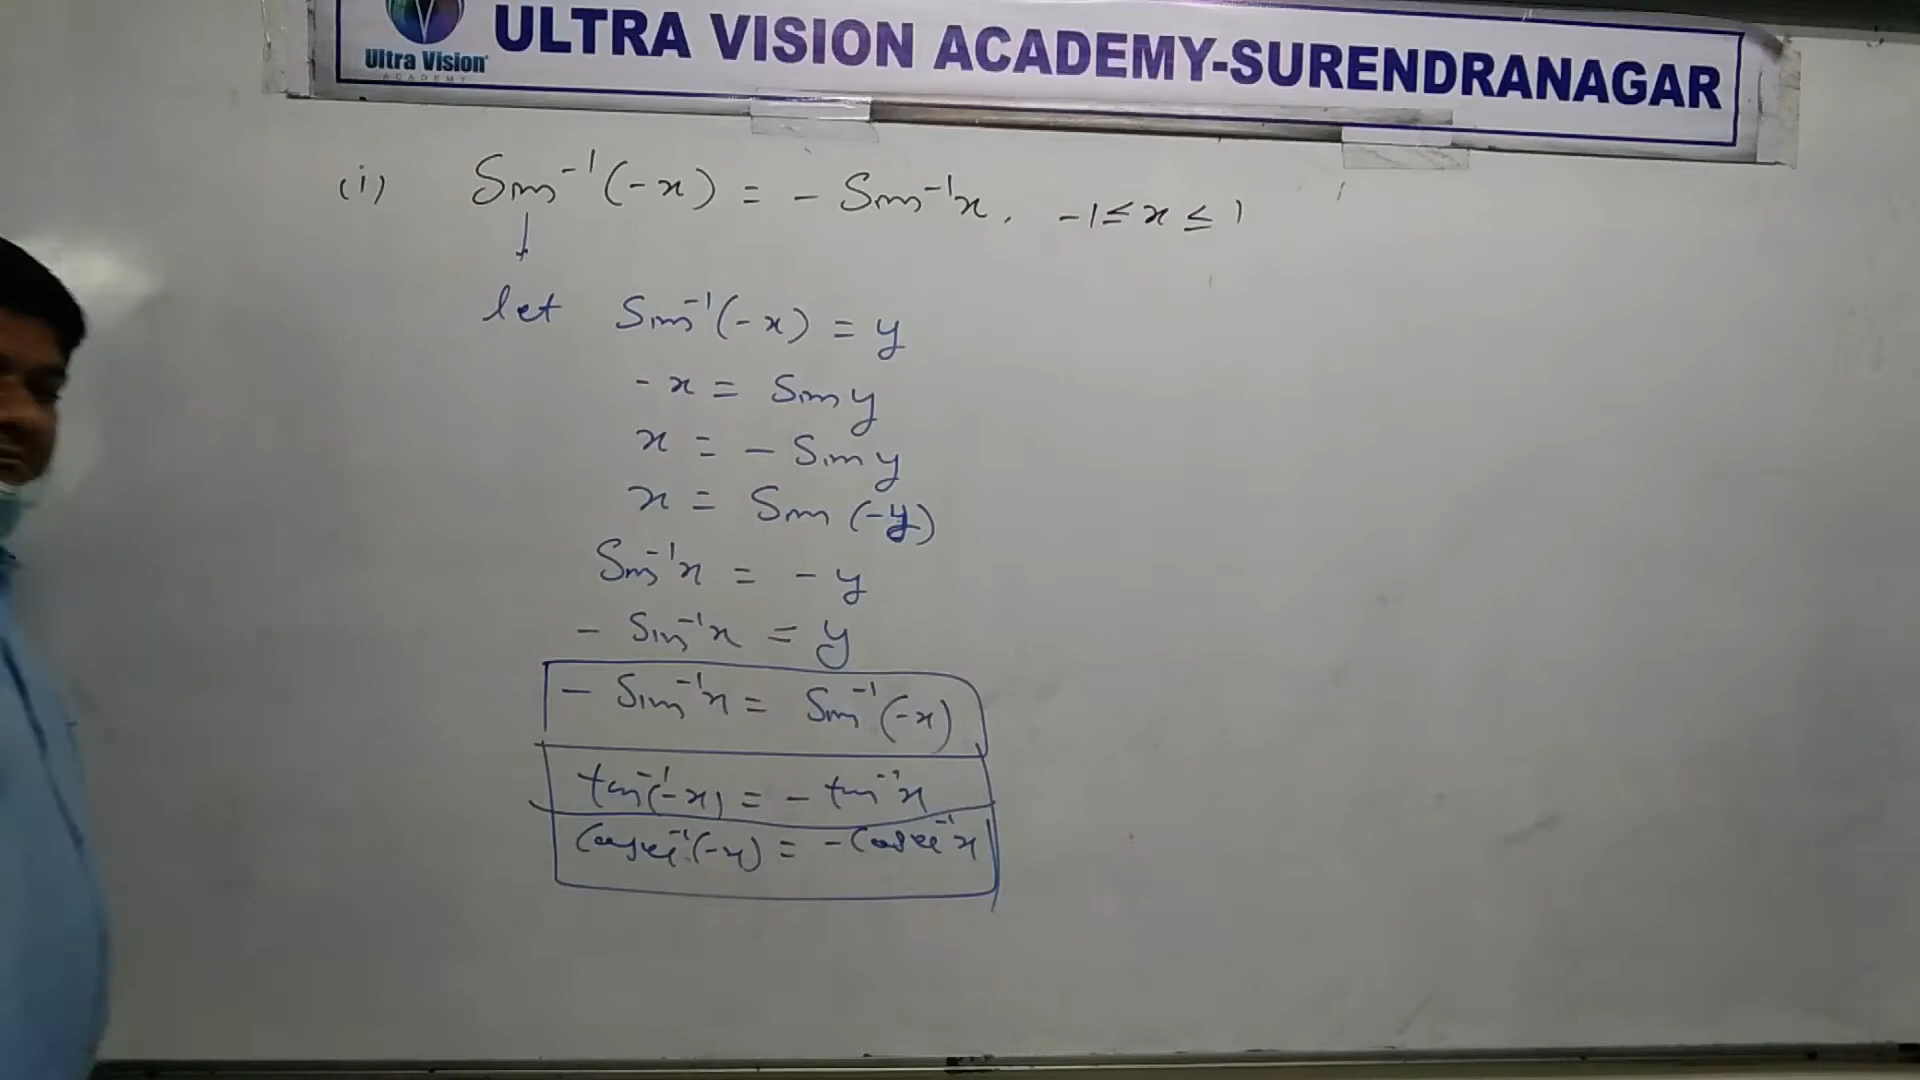 Ultra Vision
ACADEMY
ULTRA VISION ACADEMY-SURENDRANAGAR
(i) Sin⁻¹(-x) = - Sin⁻¹x, -1 ≤ x ≤ 1
let Sin⁻¹(-x) = y
-x = Sin y
x = - Sin y
x = Sin (-y)
Sin⁻¹x = - y
- Sin⁻¹x = y
- Sin⁻¹x = Sin⁻¹(-x)
tan⁻¹(-x) = - tan⁻¹x
Cosec⁻¹(-x) = - Cosec⁻¹x